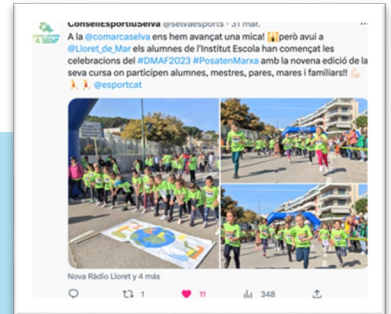 ConsellEsportiuSelva @selvaesports · 31 mar.
A la @comarcaselva ens hem avançat una mica! però avui a
@Lloret_de_Mar els alumnes de l'Institut Escola han començat les
celebracions del #DMAF2023 #PosatenMarxa amb la novena edició de la
seva cursa on participen alumnes, mestres, pares, mares i familiars!!
@esportcat
Nova Ràdio Lloret y 4 más
1
11
348